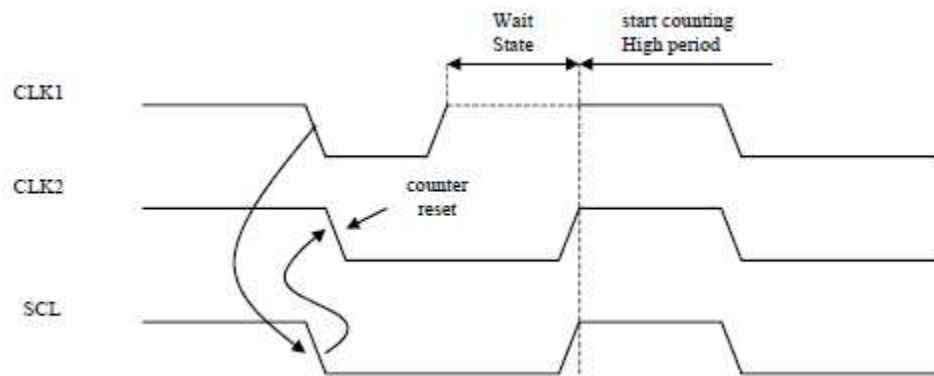 Wait
State
start counting
High period
CLK1
CLK2
counter
reset
SCL